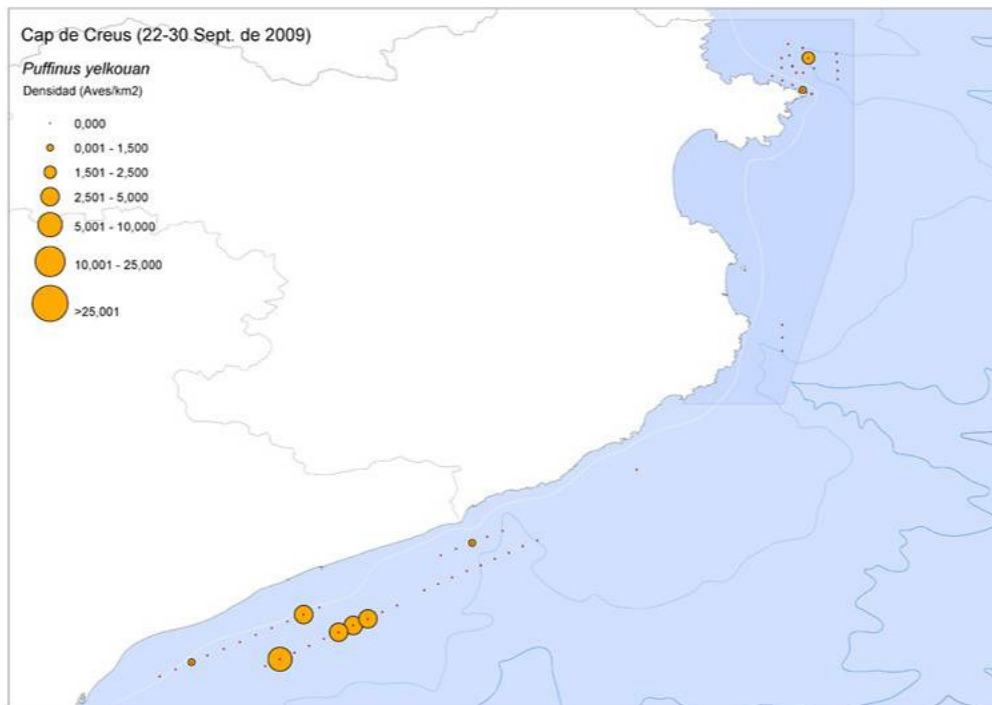 Cap de Creus (22-30 Sept. de 2009)
Puffinus yelkouan
Densidad (Aves/km2)
0,000
0,001 - 1,500
1,501 - 2,500
2,501 - 5,000
5,001 - 10,000
10,001 - 25,000
>25,001